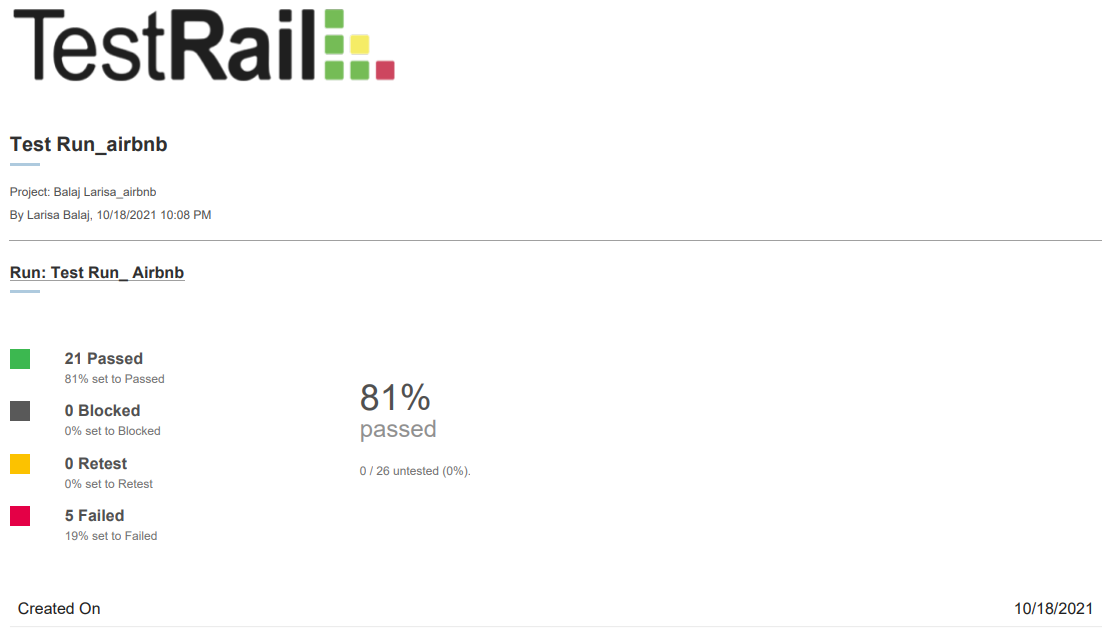 TestRail
Test Run_airbnb
Project: Balaj Larisa_airbnb
By Larisa Balaj, 10/18/2021 10:08 PM
Run: Test Run_ Airbnb
21 Passed
81% set to Passed
0 Blocked
0% set to Blocked
0 Retest
0% set to Retest
5 Failed
19% set to Failed
81%
passed
0 / 26 untested (0%).
Created On 10/18/2021